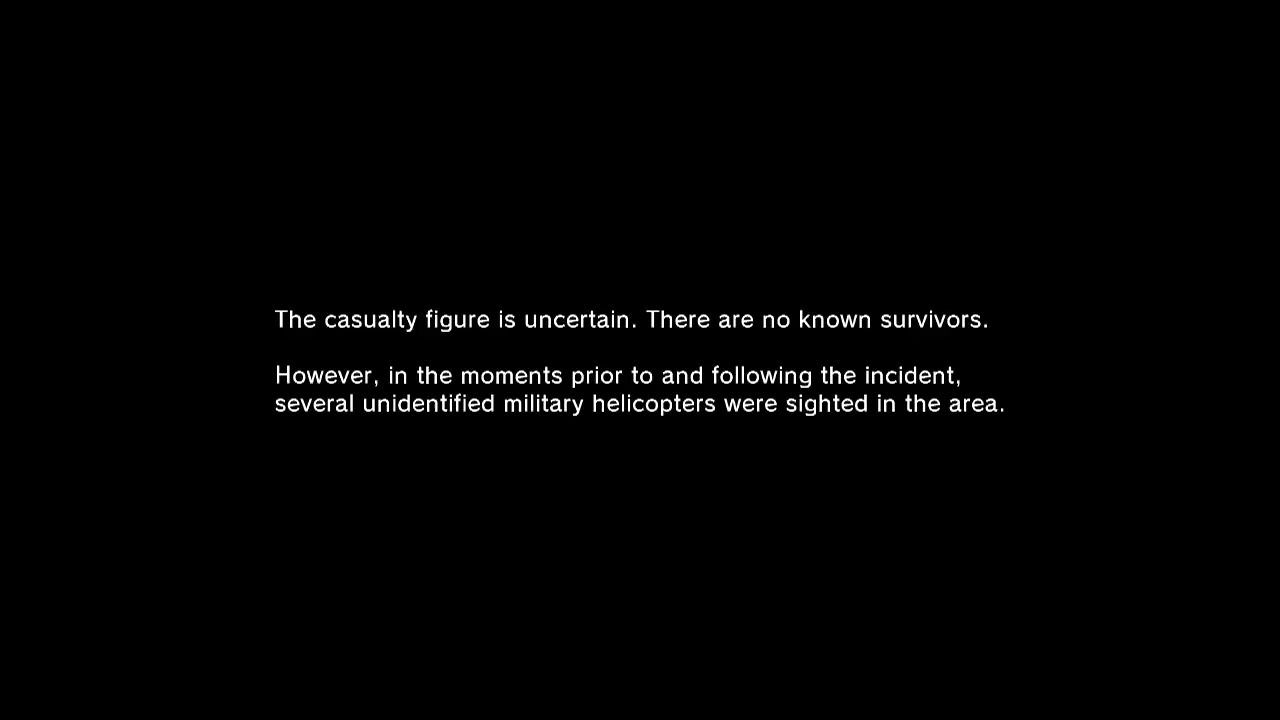 The casualty figure is uncertain. There are no known survivors.
However, in the moments prior to and following the incident,
several unidentified military helicopters were sighted in the area.